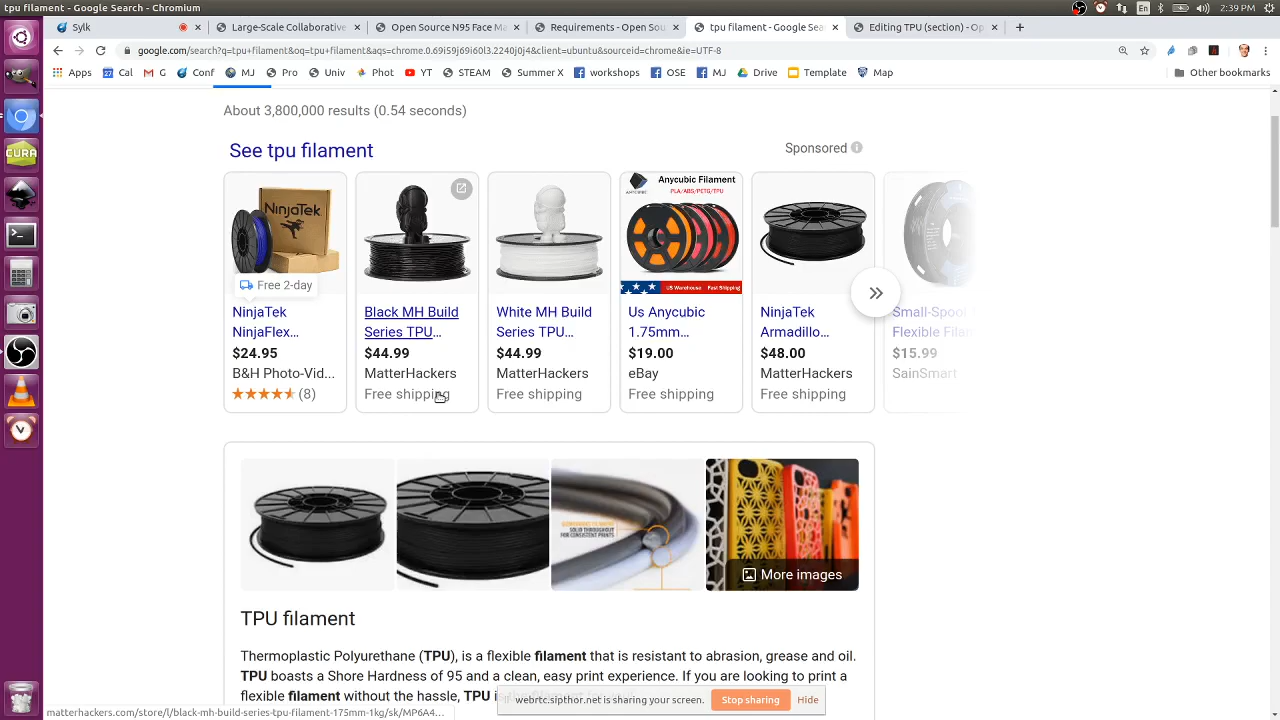 tpu filament - Google Search - Chromium
En
2:39 PM
Sylk
Large-Scale Collaborative
Open Source N95 Face Ma
Requirements - Open Sou
tpu filament - Google Sea
Editing TPU (section) - Op
google.com/search?q=tpu+filament&oq=tpu+filament&aqs=chrome.0.69i59j69i60l3.2240j0j4&client=ubuntu&sourceid=chrome&ie=UTF-8
Apps
27 Cal
M G
Conf
MJ
Pro
Univ
Phot
YT
STEAM
Summer X
workshops
OSE
MJ
Drive
Template
Map
Other bookmarks
About 3,800,000 results (0.54 seconds)
See tpu filament
Sponsored
NinjaTek
Free 2-day
NinjaTek
NinjaFlex...
$24.95
B&H Photo-Vid...
(8)
Black MH Build
Series TPU...
$44.99
MatterHackers
Free shipping
White MH Build
Series TPU...
$44.99
MatterHackers
Free shipping
Anycubic Filament
PLA/ABS/PETG/TPU
US Warehouse Fast Shipping
Us Anycubic
1.75mm...
$19.00
eBay
Free shipping
NinjaTek
Armadillo...
$48.00
MatterHackers
Free shipping
Small-Spool
Flexible Filam
$15.99
SainSmart
CURA
SOLID THROUGHOUT
FOR CONSISTENT PRINTS
More images
TPU filament
Thermoplastic Polyurethane (TPU), is a flexible filament that is resistant to abrasion, grease and oil.
TPU boasts a Shore Hardness of 95 and a clean, easy print experience. If you are looking to print a
flexible filament without the hassle, TPU
webrtc.sipthor.net is sharing your screen.
Stop sharing
Hide
matterhackers.com/store/l/black-mh-build-series-tpu-filament-175mm-1kg/sk/MP6A4...